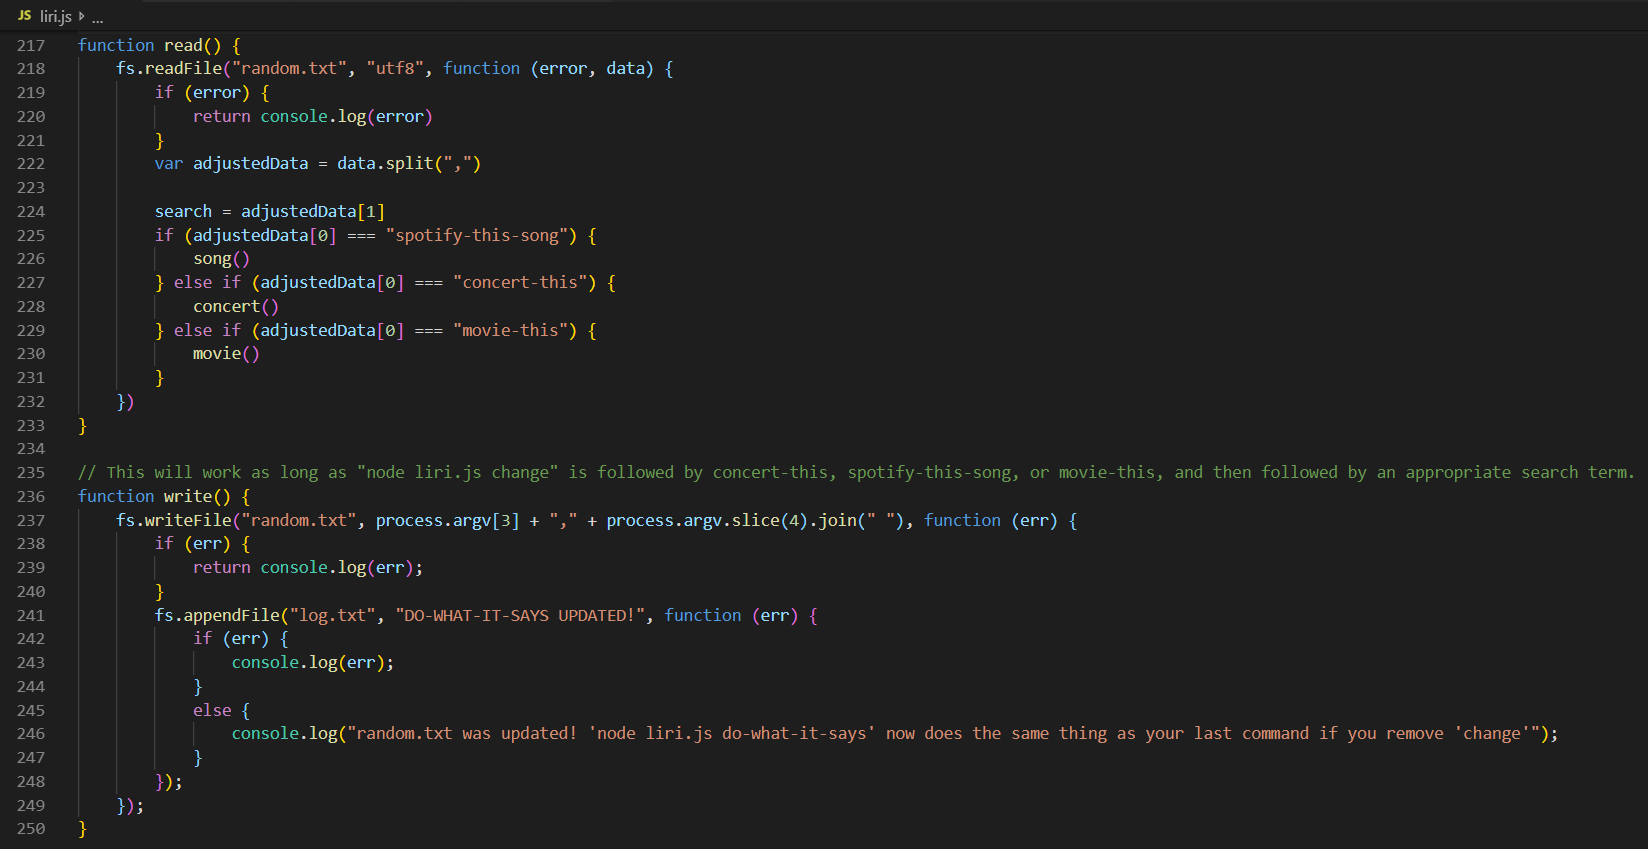 JS liri.js ▷ ...
217 function read() {
218 fs.readFile("random.txt", "utf8", function (error, data) {
219 if (error) {
220 return console.log(error)
221 }
222 var adjustedData = data.split(",")
223
224 search = adjustedData[1]
225 if (adjustedData[0] === "spotify-this-song") {
226 song()
227 } else if (adjustedData[0] === "concert-this") {
228 concert()
229 } else if (adjustedData[0] === "movie-this") {
230 movie()
231 }
232 })
233 }
234
235 // This will work as long as "node liri.js change" is followed by concert-this, spotify-this-song, or movie-this, and then followed by an appropriate search term.
236 function write() {
237 fs.writeFile("random.txt", process.argv[3] + "," + process.argv.slice(4).join(" "), function (err) {
238 if (err) {
239 return console.log(err);
240 }
241 fs.appendFile("log.txt", "DO-WHAT-IT-SAYS UPDATED!", function (err) {
242 if (err) {
243 console.log(err);
244 }
245 else {
246 console.log("random.txt was updated! 'node liri.js do-what-it-says' now does the same thing as your last command if you remove 'change'");
247 }
248 });
249 });
250 }